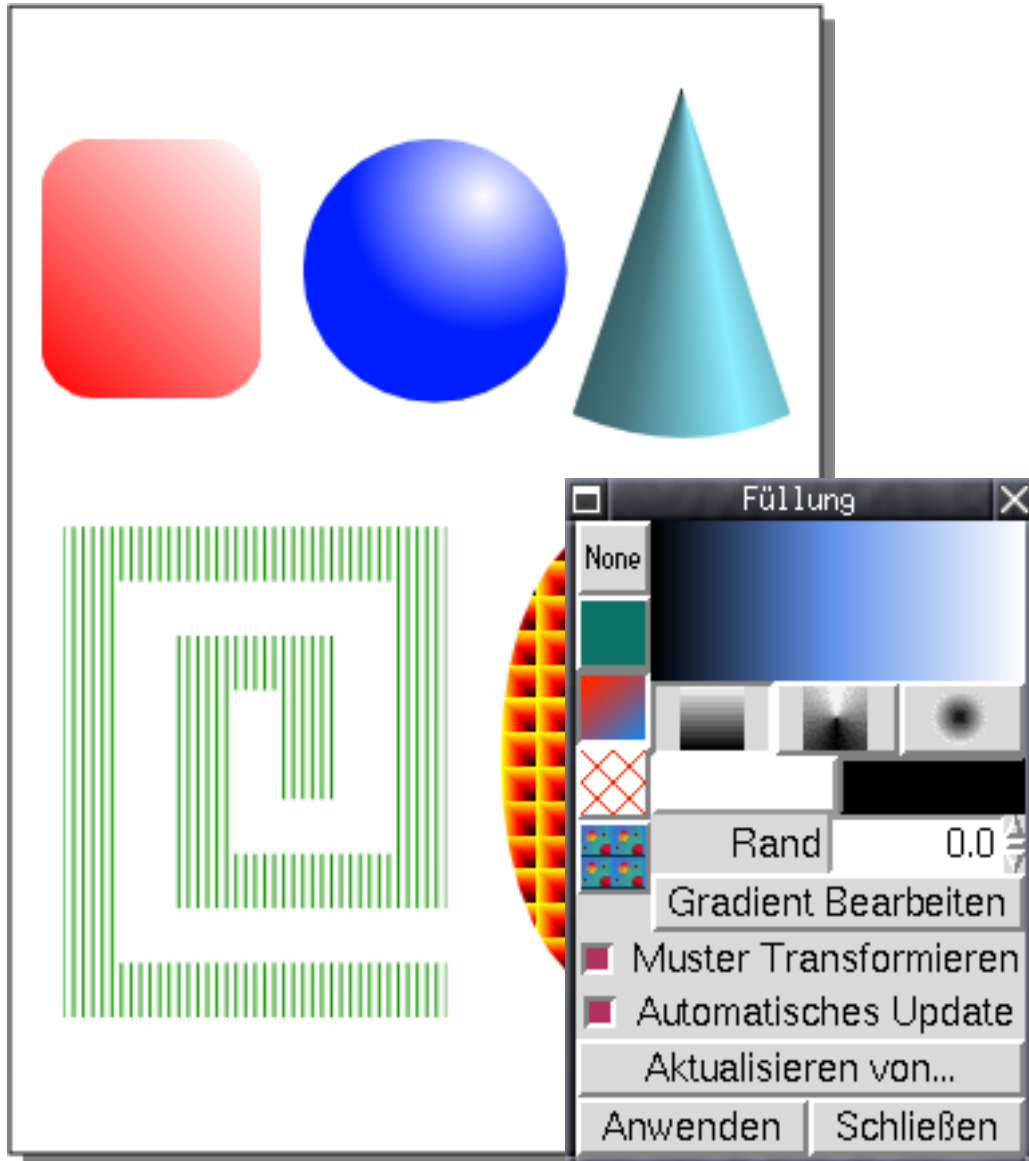 Füllung
None
Rand 0.0
Gradient Bearbeiten
Muster Transformieren
Automatisches Update
Aktualisieren von...
Anwenden Schließen